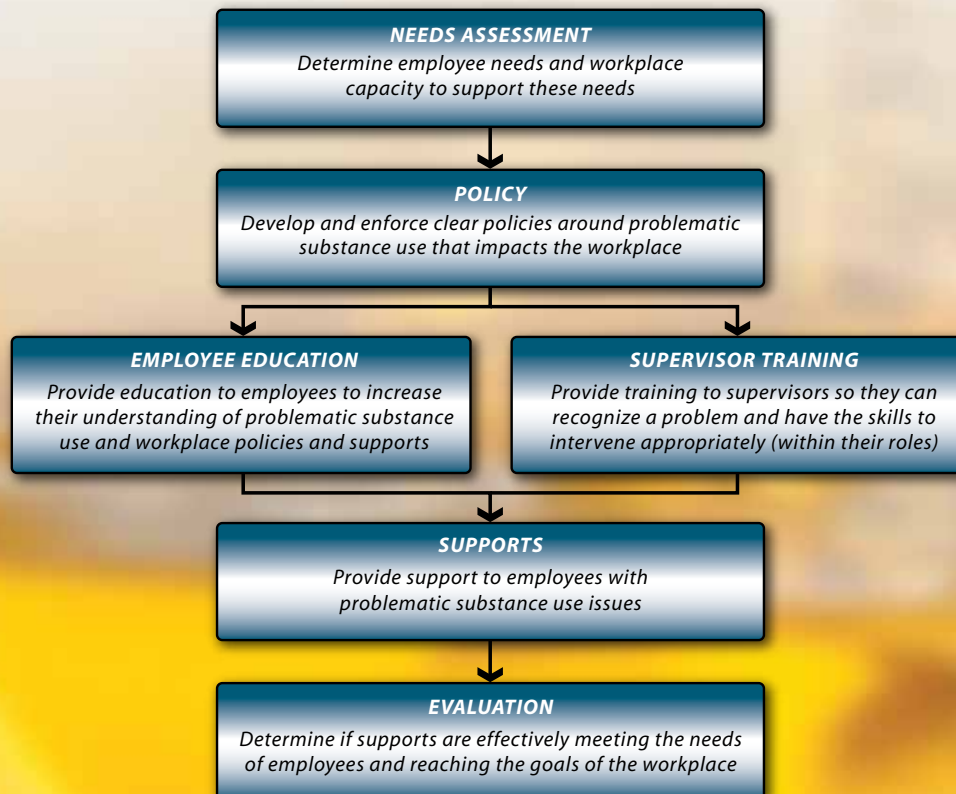 NEEDS ASSESSMENT
Determine employee needs and workplace
capacity to support these needs
POLICY
Develop and enforce clear policies around problematic
substance use that impacts the workplace
EMPLOYEE EDUCATION
Provide education to employees to increase
their understanding of problematic substance
use and workplace policies and supports
SUPERVISOR TRAINING
Provide training to supervisors so they can
recognize a problem and have the skills to
intervene appropriately (within their roles)
SUPPORTS
Provide support to employees with
problematic substance use issues
EVALUATION
Determine if supports are effectively meeting the needs
of employees and reaching the goals of the workplace